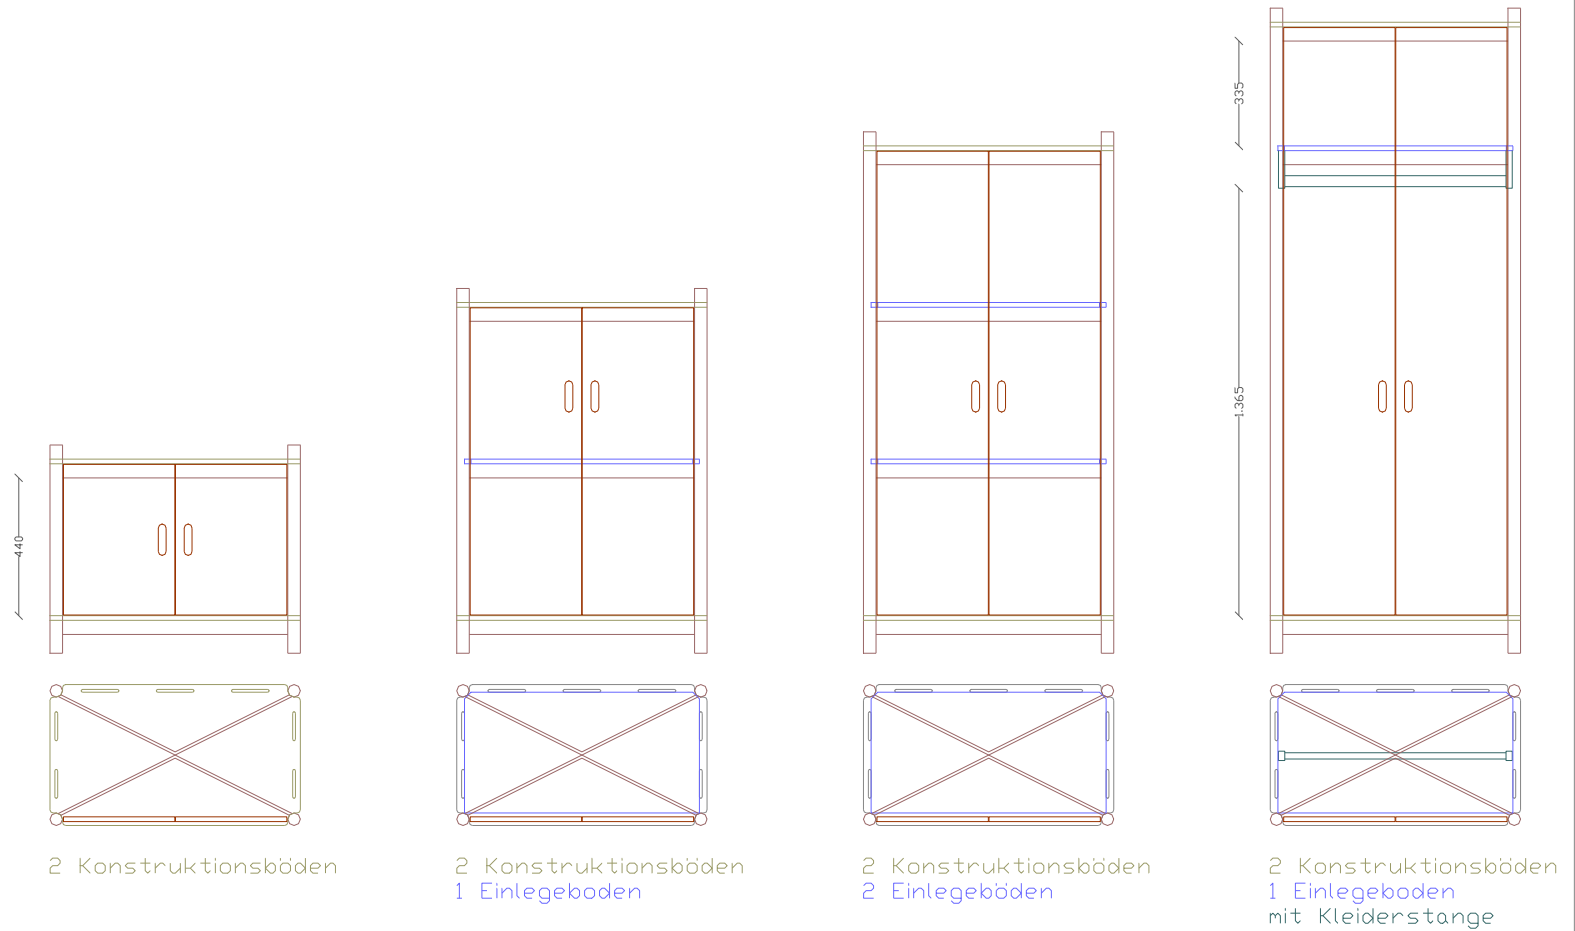 335
1.365
440
2 Konstruktionsböden
2 Konstruktionsböden
1 Einlegeboden
2 Konstruktionsböden
2 Einlegeböden
2 Konstruktionsböden
1 Einlegeboden
mit Kleiderstange